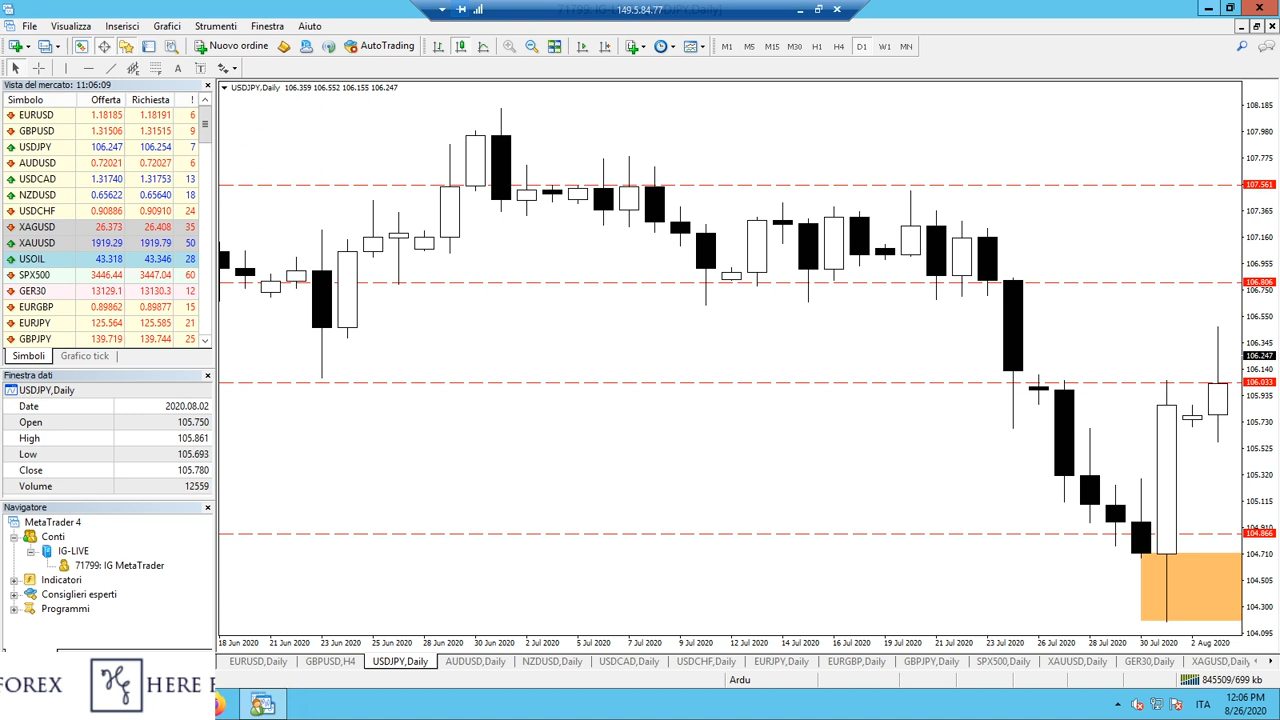 149.5.84.77
File Visualizza Inserisci Grafici Strumenti Finestra Aiuto
Nuovo ordine AutoTrading M1 M5 M15 M30 H1 H4 D1 W1 MN
A T
Vista del mercato: 11:06:09
Simbolo Offerta Richiesta !
EURUSD 1.18185 1.18191 6
GBPUSD 1.31506 1.31515 9
USDJPY 106.247 106.254 7
AUDUSD 0.72021 0.72027 6
USDCAD 1.31740 1.31753 13
NZDUSD 0.65622 0.65640 18
USDCHF 0.90886 0.90910 24
XAGUSD 26.373 26.408 35
XAUUSD 1919.29 1919.79 50
USOIL 43.318 43.346 28
SPX500 3446.44 3447.04 60
GER30 13129.1 13130.3 12
EURGBP 0.89862 0.89877 15
EURJPY 125.564 125.585 21
GBPJPY 139.719 139.744 25
Simboli Grafico tick
Finestra dati
USDJPY,Daily
Date 2020.08.02
Open 105.750
High 105.861
Low 105.693
Close 105.780
Volume 12559
Navigatore
MetaTrader 4
Conti
IG-LIVE
71799: IG MetaTrader
Indicatori
Consiglieri esperti
Programmi
USDJPY,Daily 106.359 106.552 106.155 106.247
108.185
107.980
107.775
107.561
107.365
107.160
106.955
106.806
106.750
106.550
106.345
106.247
106.140
106.033
105.935
105.730
105.525
105.320
105.115
104.910
104.866
104.710
104.505
104.300
104.095
18 Jun 2020 21 Jun 2020 23 Jun 2020 25 Jun 2020 28 Jun 2020 30 Jun 2020 2 Jul 2020 5 Jul 2020 7 Jul 2020 9 Jul 2020 12 Jul 2020 14 Jul 2020 16 Jul 2020 19 Jul 2020 21 Jul 2020 23 Jul 2020 26 Jul 2020 28 Jul 2020 30 Jul 2020 2 Aug 2020
EURUSD,Daily GBPUSD,H4 USDJPY,Daily AUDUSD,Daily NZDUSD,Daily USDCAD,Daily USDCHF,Daily EURJPY,Daily EURGBP,Daily GBPJPY,Daily SPX500,Daily XAUUSD,Daily GER30,Daily XAGUSD,Daily
Ardu 845509/699 kb
FOREX HERE
ITA
12:06 PM
8/26/2020